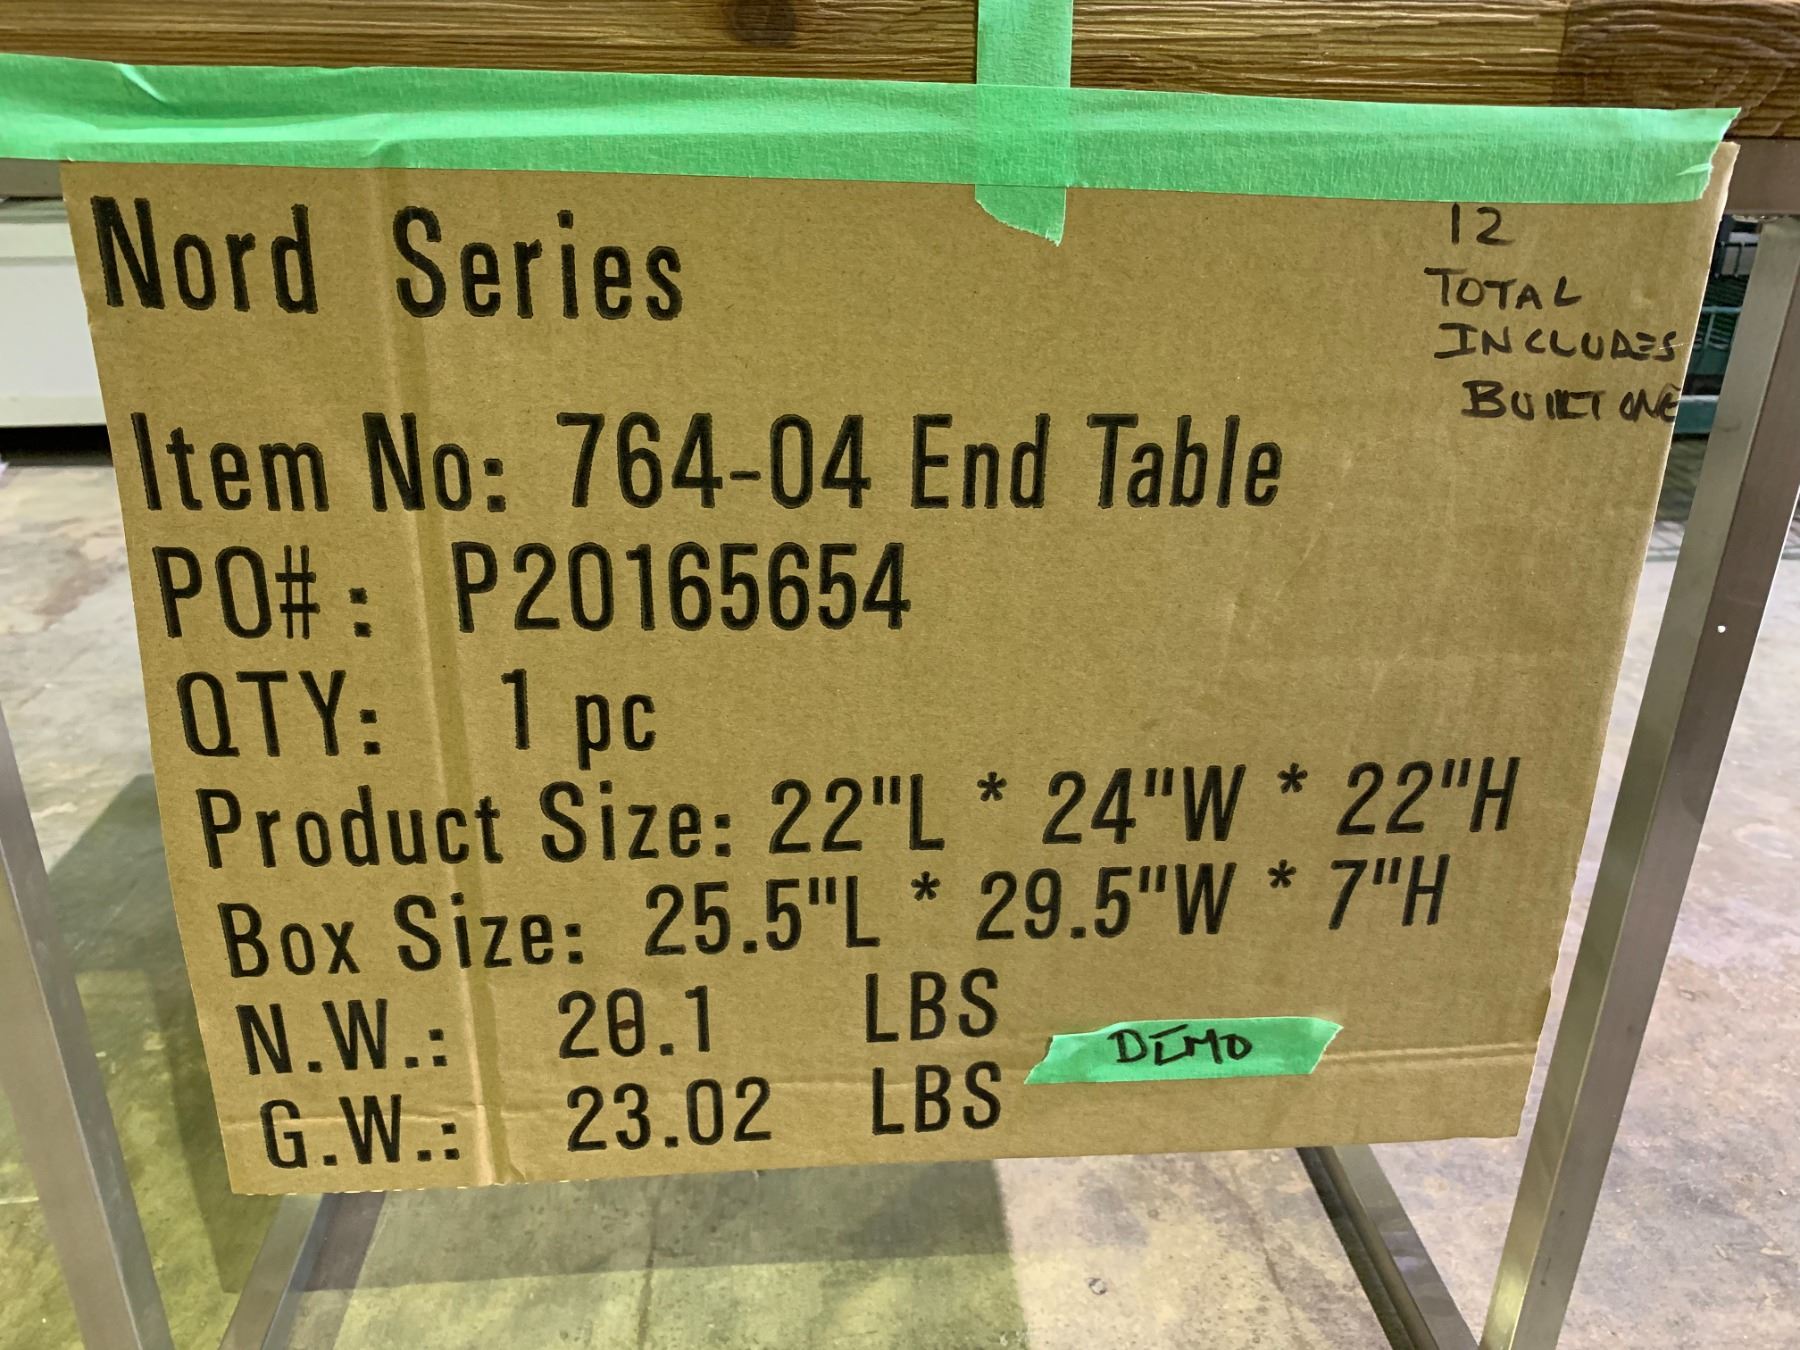 Nord Series
12
TOTAL
INCLUDES
BUILT ONE
Item No: 764-04 End Table
PO#: P20165654
QTY: 1 pc
Product Size: 22"L * 24"W * 22"H
Box Size: 25.5"L * 29.5"W * 7"H
N.W.: 20.1 LBS
DEMO
G.W.: 23.02 LBS